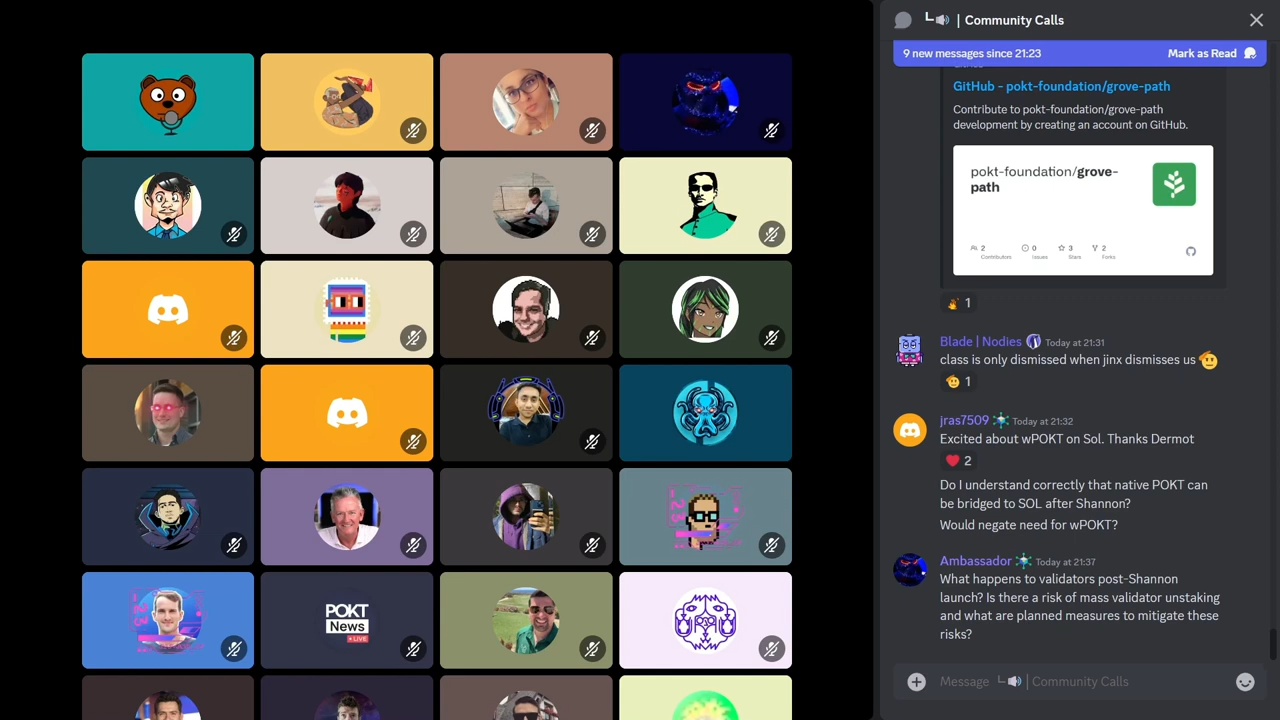 └🔊 | Community Calls
9 new messages since 21:23
Mark as Read
GitHub - pokt-foundation/grove-path
Contribute to pokt-foundation/grove-path
development by creating an account on GitHub.
pokt-foundation/grove-
path
2
Contributors
0
Issues
3
Stars
2
Forks
1
Blade | Nodies Today at 21:31
class is only dismissed when jinx dismisses us 🫡
1
jras7509 Today at 21:32
Excited about wPOKT on Sol. Thanks Dermot
2
Do I understand correctly that native POKT can
be bridged to SOL after Shannon?
Would negate need for wPOKT?
Ambassador Today at 21:37
What happens to validators post-Shannon
launch? Is there a risk of mass validator unstaking
and what are planned measures to mitigate these
risks?
Message └🔊 | Community Calls
POKT
News
LIVE